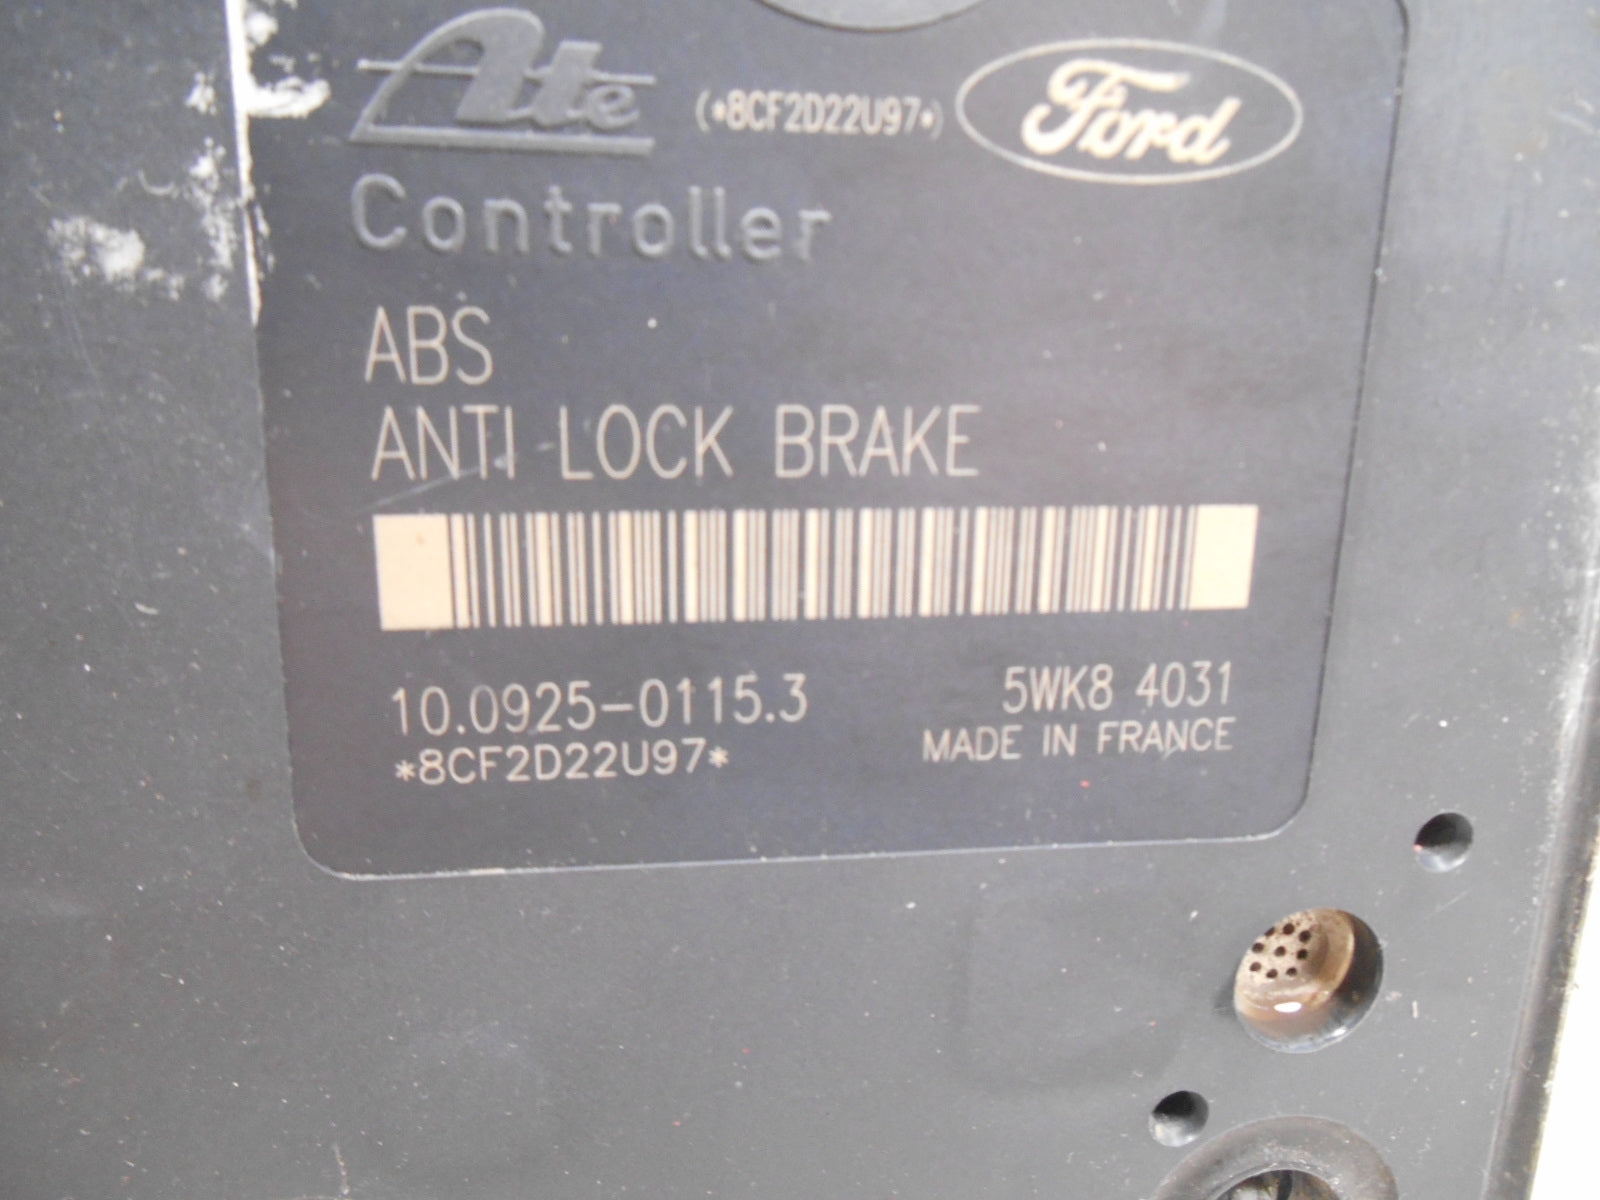 Ate (*8CF2D22U97*) Ford
Controller
ABS
ANTI LOCK BRAKE
10.0925-0115.3 5WK8 4031
*8CF2D22U97* MADE IN FRANCE